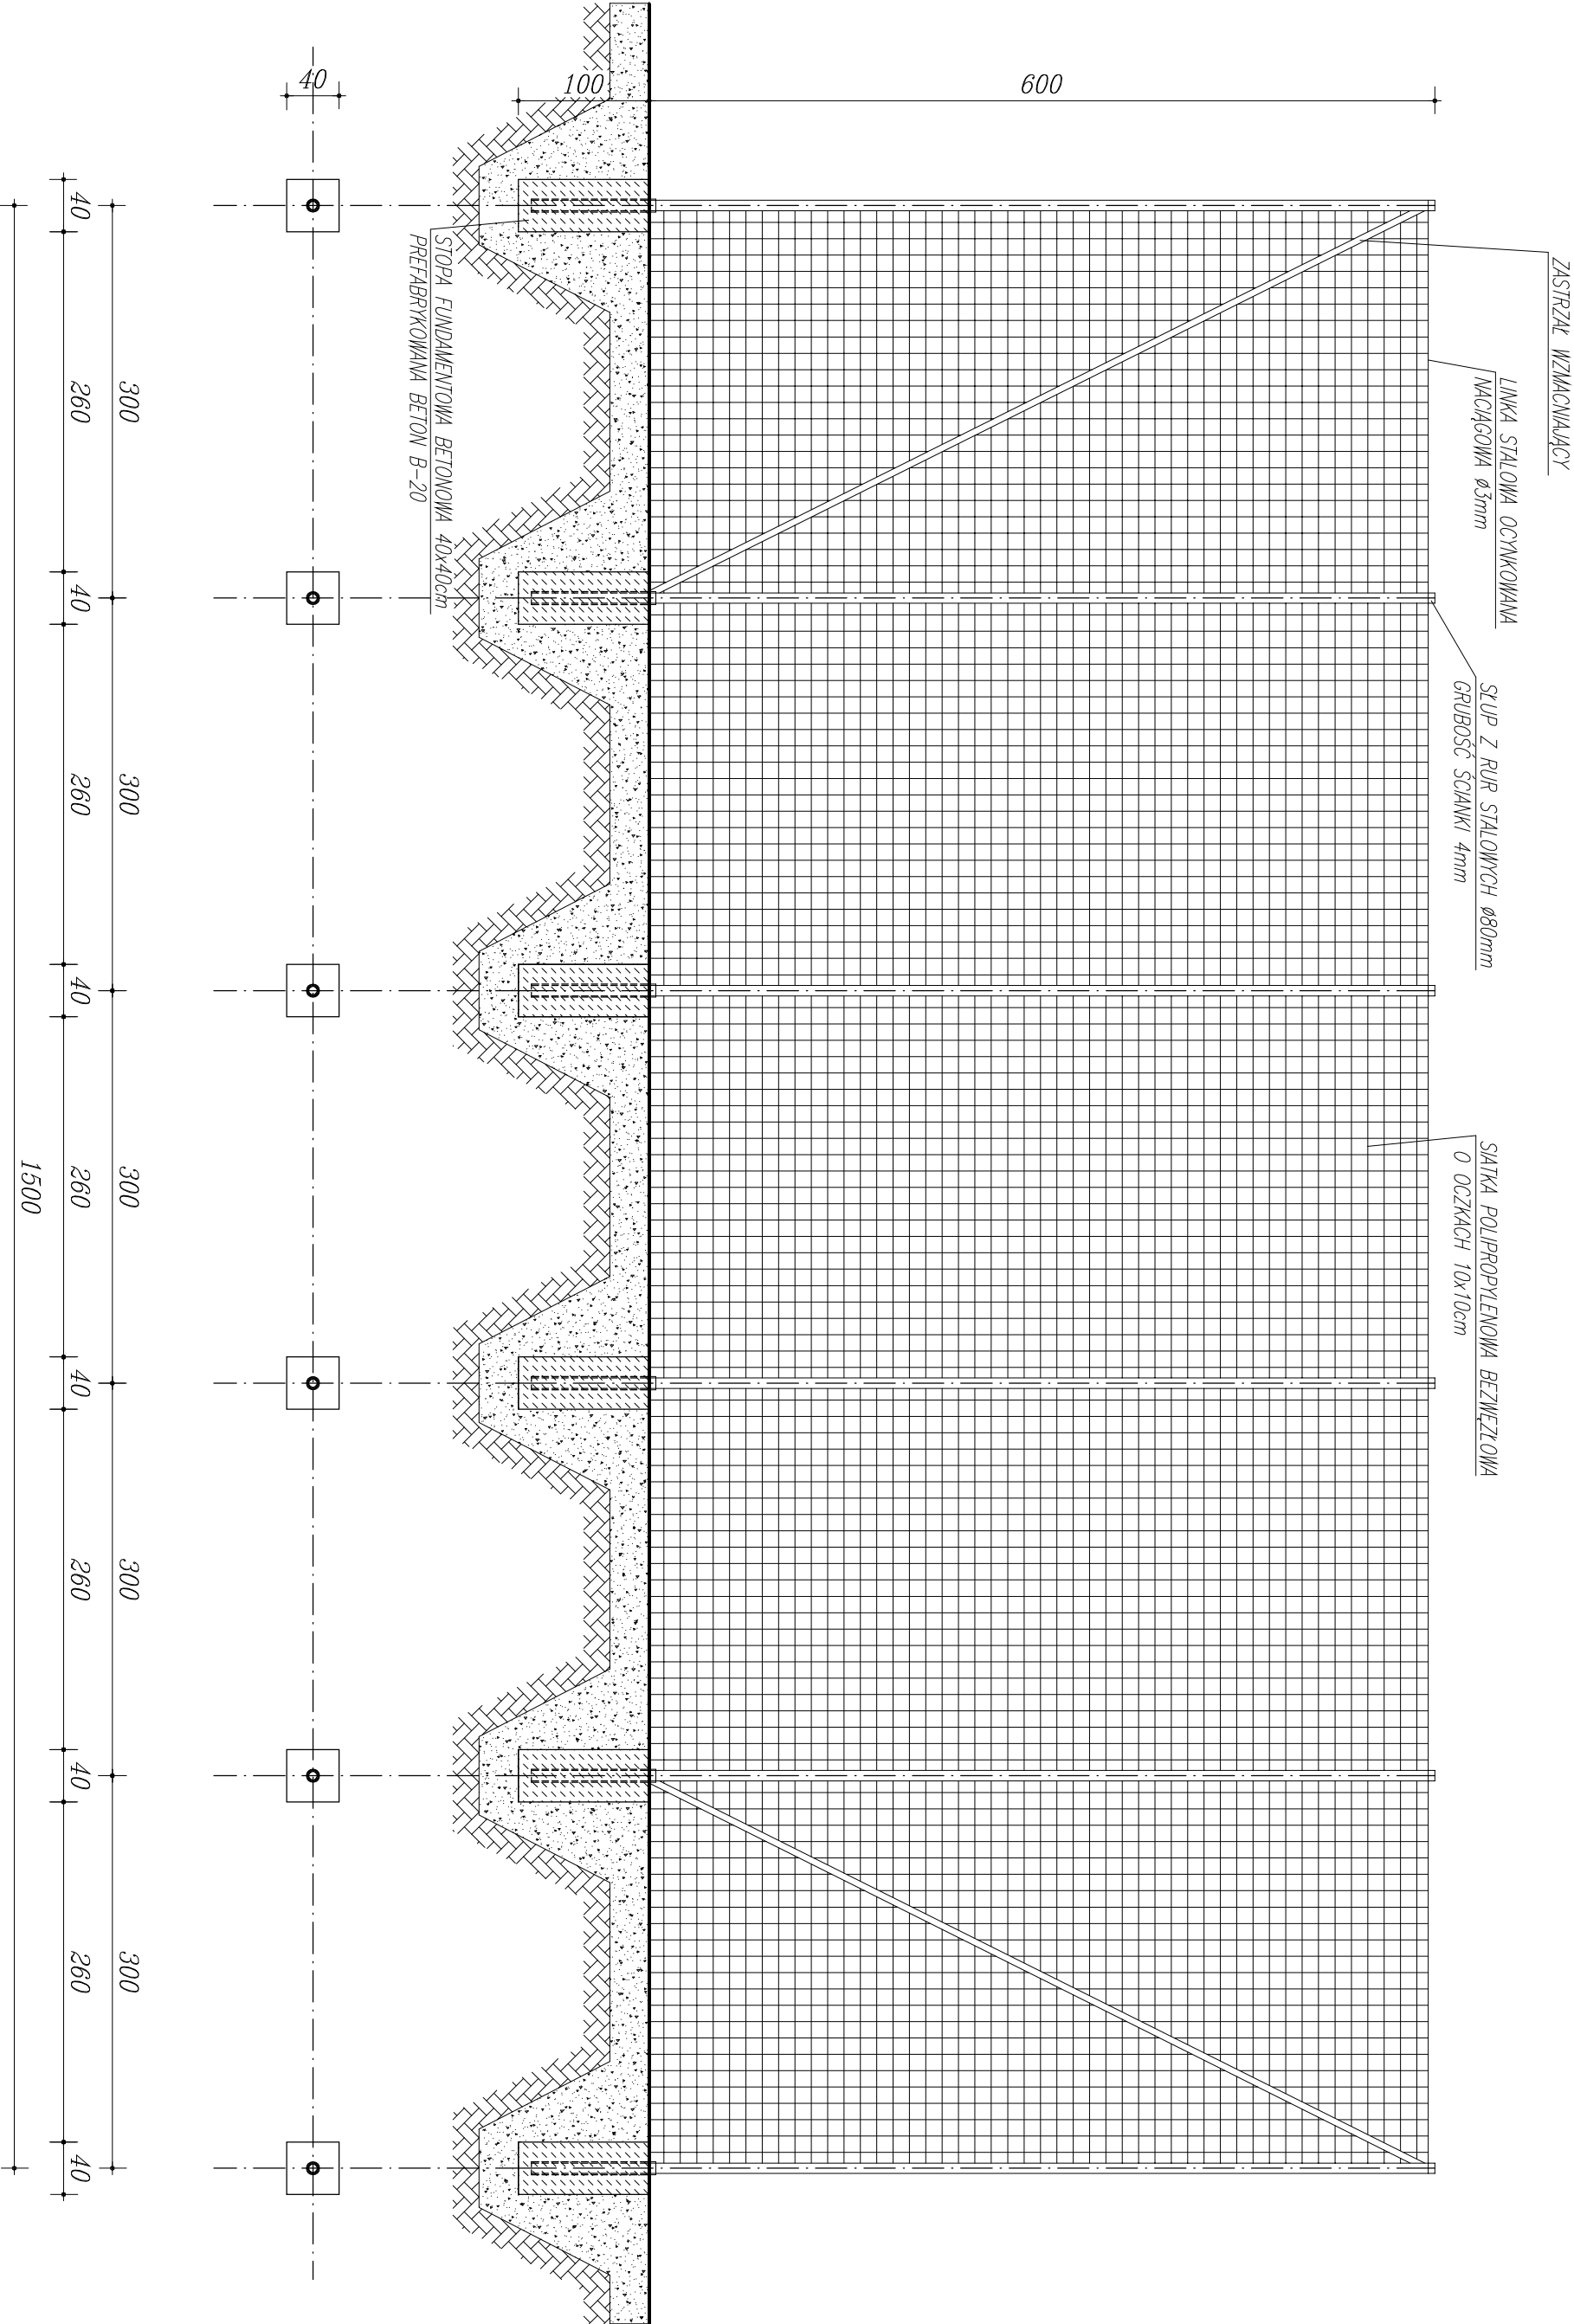 ZASTRZAŁ WZMACNIAJĄCY
LINKA STALOWA OCYNKOWANA
NACIĄGOWA ø3mm
SŁUP Z RUR STALOWYCH ø80mm
GRUBOŚĆ ŚCIANKI 4mm
SIATKA POLIPROPYLENOWA BEZWĘZŁOWA
O OCZKACH 10x10cm
600
100
STOPA FUNDAMENTOWA BETONOWA 40x40cm
PREFABRYKOWANA BETON B-20
40
300 300 300 300 300
40 260 40 260 40 260 40 260 40 260 40
1500